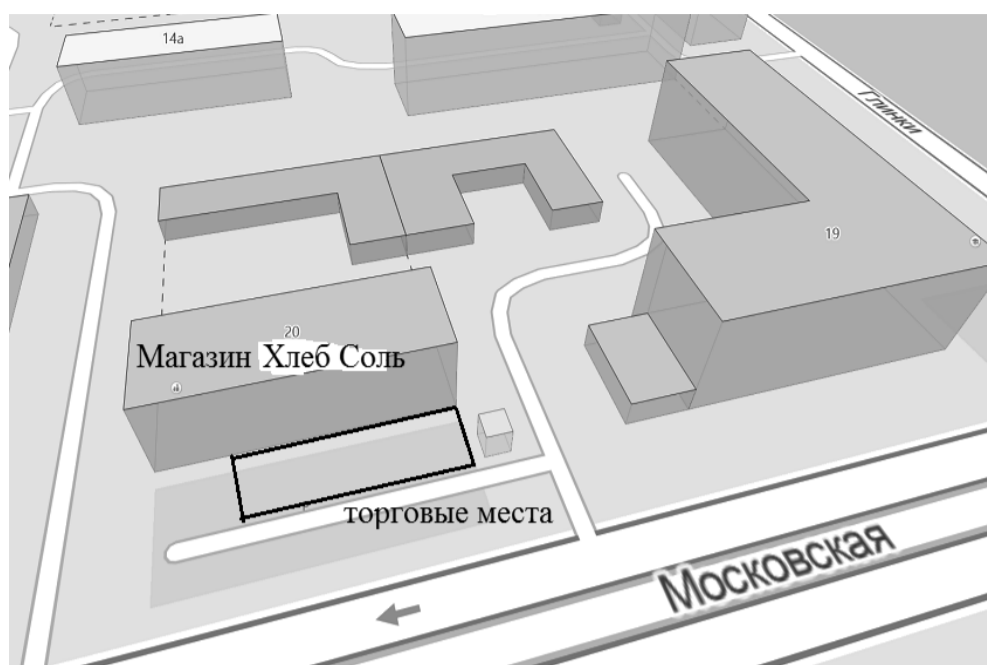 14а
Глинки
19
20
Магазин Хлеб Соль
торговые места
Московская